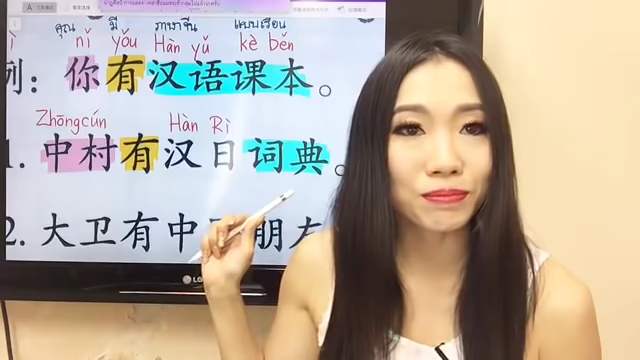 คุณ มี ภาษาจีน แบบเรียน
nǐ yǒu Hàn yǔ kè běn
例：你有汉语课本。
Zhōngcún Hàn Rì
1. 中村有汉日词典。
2. 大卫有中 朋友
LG